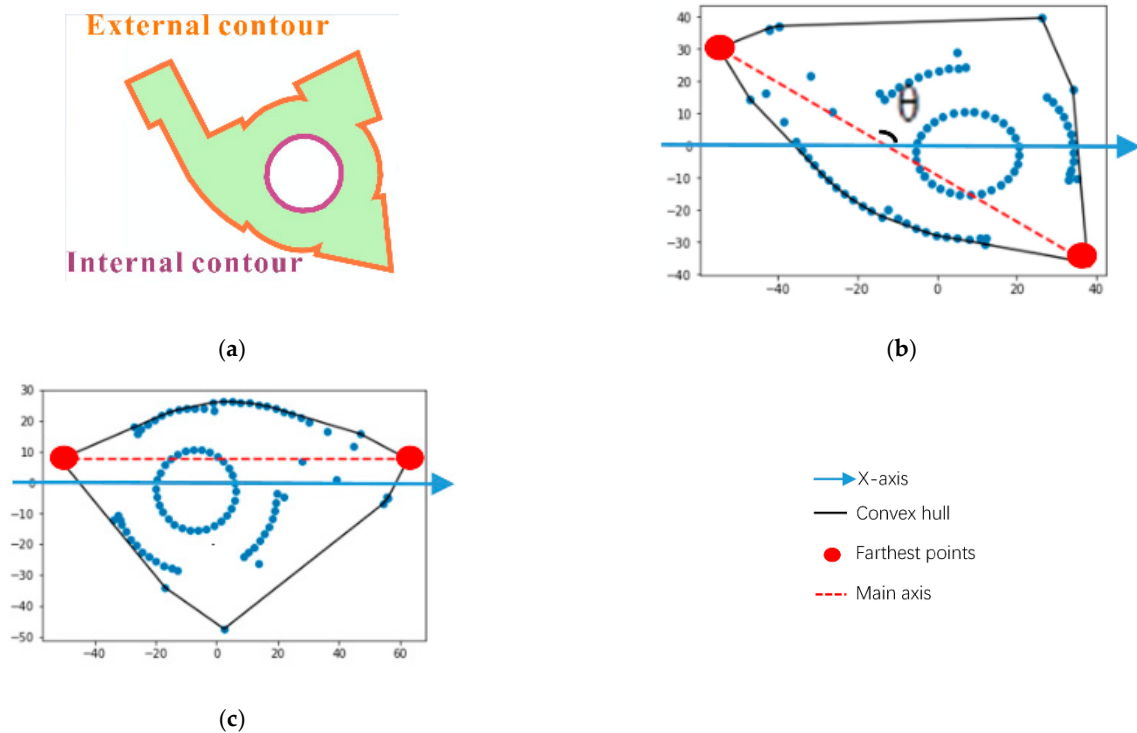 External contour
Internal contour
(a)
40
30
20
10
0
−10
−20
−30
−40
Θ
−40 −20 0 20 40
(b)
30
20
10
0
−10
−20
−30
−40
−50
−40 −20 0 20 40 60
(c)
X-axis
Convex hull
Farthest points
Main axis